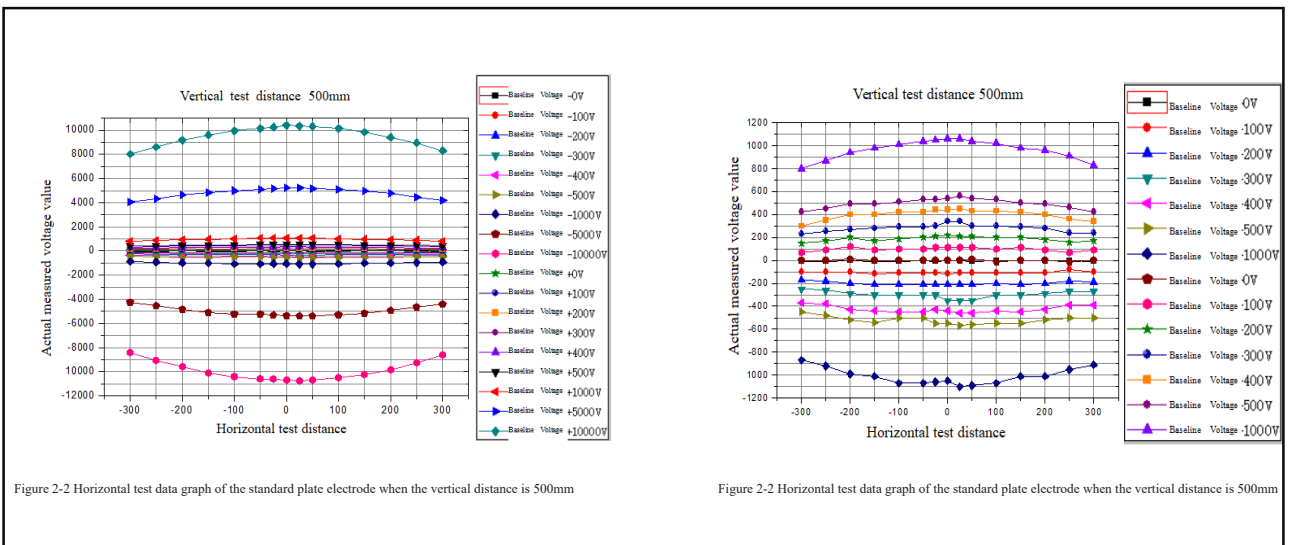 Vertical test distance 500mm
Actual measured voltage value
10000
8000
6000
4000
2000
0
-2000
-4000
-6000
-8000
10000
-12000
-300
-200
-100
0
100
200
300
Horizontal test distance
Baseline Voltage -0V
Baseline Voltage -100V
Baseline Voltage -200V
Baseline Voltage -300V
Baseline Voltage -400V
Baseline Voltage -500V
Baseline Voltage -1000V
Baseline Voltage -5000V
Baseline Voltage -10000V
Baseline Voltage +0V
Baseline Voltage +100V
Baseline Voltage +200V
Baseline Voltage +300V
Baseline Voltage +400V
Baseline Voltage +500V
Baseline Voltage +1000V
Baseline Voltage +5000V
Baseline Voltage +10000V
Figure 2-2 Horizontal test data graph of the standard plate electrode when the vertical distance is 500mm
Vertical test distance 500mm
Actual measured voltage value
1200
1000
800
600
400
200
0
-200
-400
-600
-800
-1000
-1200
-300
-200
-100
0
100
200
300
Horizontal test distance
Baseline Voltage ·0V
Baseline Voltage ·100V
Baseline Voltage ·200V
Baseline Voltage ·300V
Baseline Voltage ·400V
Baseline Voltage ·500V
Baseline Voltage ·1000V
Baseline Voltage ·0V
Baseline Voltage ·100V
Baseline Voltage ·200V
Baseline Voltage ·300V
Baseline Voltage ·400V
Baseline Voltage ·500V
Baseline Voltage ·1000V
Figure 2-2 Horizontal test data graph of the standard plate electrode when the vertical distance is 500mm